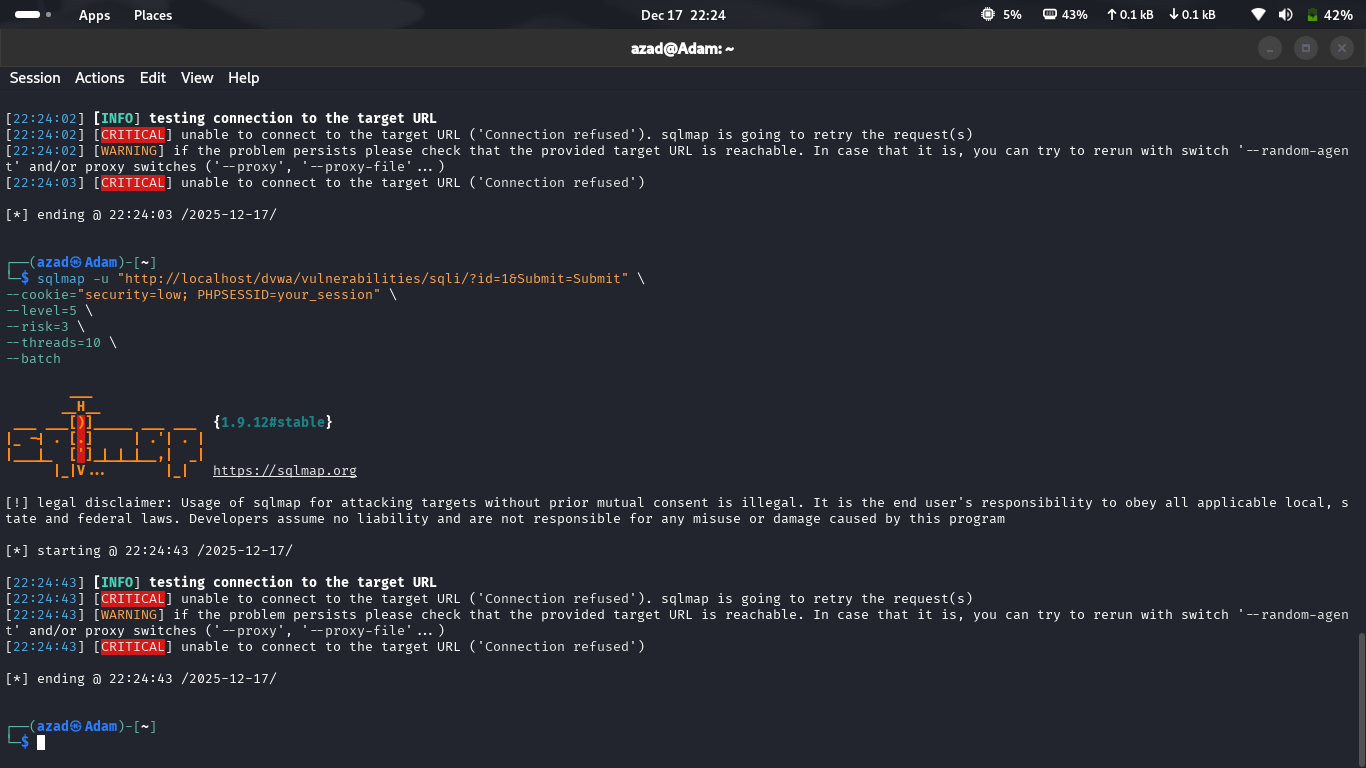 Apps Places Dec 17 22:24 5% 43% ↑0.1 kB ↓0.1 kB 42%
azad@Adam: ~
Session Actions Edit View Help
[22:24:02] [INFO] testing connection to the target URL
[22:24:02] [CRITICAL] unable to connect to the target URL ('Connection refused'). sqlmap is going to retry the request(s)
[22:24:02] [WARNING] if the problem persists please check that the provided target URL is reachable. In case that it is, you can try to rerun with switch '--random-agen
t' and/or proxy switches ('--proxy', '--proxy-file'...)
[22:24:03] [CRITICAL] unable to connect to the target URL ('Connection refused')
[*] ending @ 22:24:03 /2025-12-17/
┌──(azad㉿Adam)-[~]
└─$ sqlmap -u "http://localhost/dvwa/vulnerabilities/sqli/?id=1&Submit=Submit" \
--cookie="security=low; PHPSESSID=your_session" \
--level=5 \
--risk=3 \
--threads=10 \
--batch
        ___
       __H__
 ___ ___[)]_____ ___ ___  {1.9.12#stable}
|_ -| . [.]     | .'| . |
|___|_  [']_|_|_|__,|  _|
      |_|V...       |_|   https://sqlmap.org
[!] legal disclaimer: Usage of sqlmap for attacking targets without prior mutual consent is illegal. It is the end user's responsibility to obey all applicable local, s
tate and federal laws. Developers assume no liability and are not responsible for any misuse or damage caused by this program
[*] starting @ 22:24:43 /2025-12-17/
[22:24:43] [INFO] testing connection to the target URL
[22:24:43] [CRITICAL] unable to connect to the target URL ('Connection refused'). sqlmap is going to retry the request(s)
[22:24:43] [WARNING] if the problem persists please check that the provided target URL is reachable. In case that it is, you can try to rerun with switch '--random-agen
t' and/or proxy switches ('--proxy', '--proxy-file'...)
[22:24:43] [CRITICAL] unable to connect to the target URL ('Connection refused')
[*] ending @ 22:24:43 /2025-12-17/
┌──(azad㉿Adam)-[~]
└─$